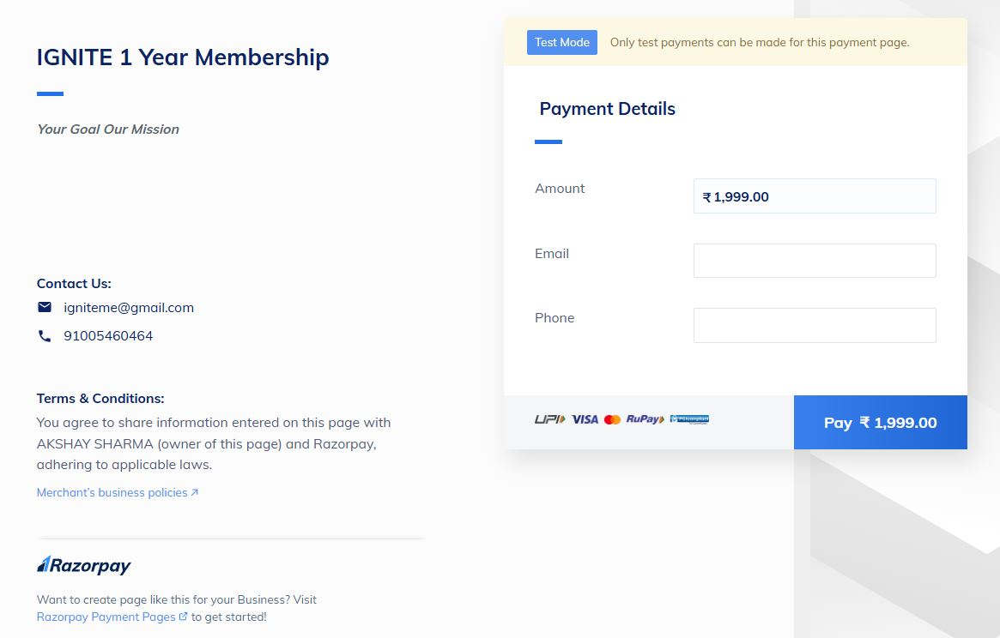 IGNITE 1 Year Membership
Your Goal Our Mission
Contact Us:
igniteme@gmail.com
91005460464
Terms & Conditions:
You agree to share information entered on this page with
AKSHAY SHARMA (owner of this page) and Razorpay,
adhering to applicable laws.
Merchant's business policies
Razorpay
Want to create page like this for your Business? Visit
Razorpay Payment Pages to get started!
Test Mode Only test payments can be made for this payment page.
Payment Details
Amount ₹ 1,999.00
Email
Phone
UPI VISA RuPay
Pay ₹ 1,999.00